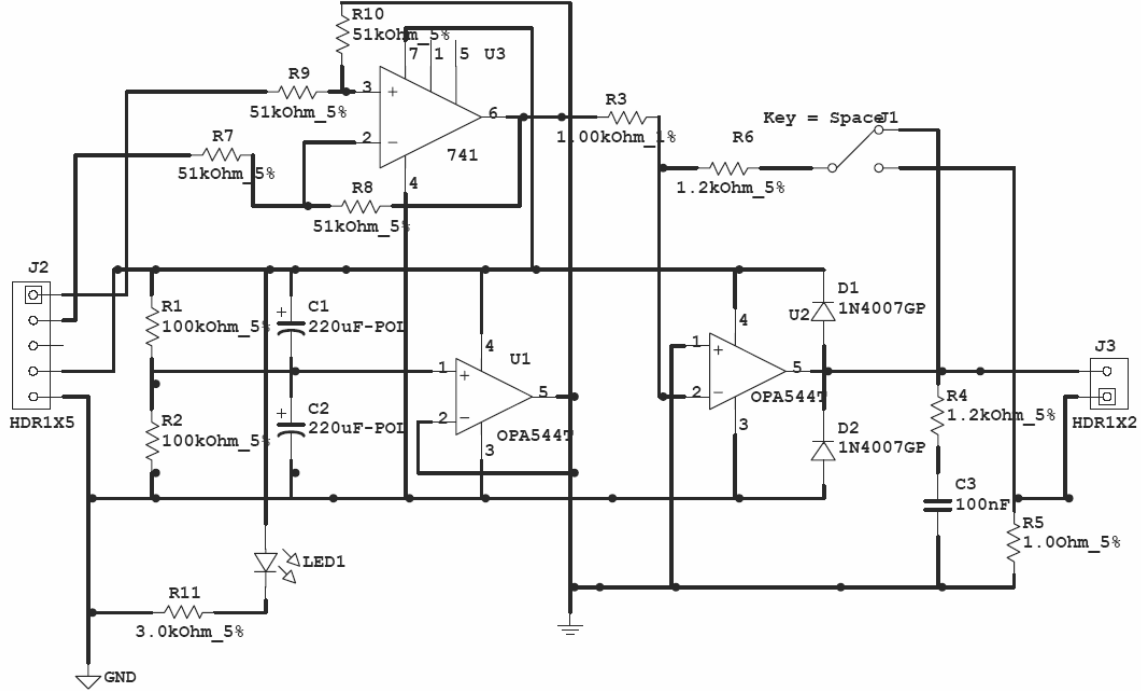 R10
51kOhm_5%
7 1 5 U3
R9
51kOhm_5%
3
6
2
741
4
R7
51kOhm_5%
R8
51kOhm_5%
R3
1.00kOhm_1%
Key = Space J1
R6
1.2kOhm_5%
J2
HDR1X5
R1
100kOhm_5%
C1
220uF-POL
R2
100kOhm_5%
C2
220uF-POL
4
U1
1
5
2
3
OPA544T
4
U2
1
5
2
3
OPA544T
D1
1N4007GP
D2
1N4007GP
J3
HDR1X2
R4
1.2kOhm_5%
C3
100nF
R5
1.0Ohm_5%
LED1
R11
3.0kOhm_5%
GND